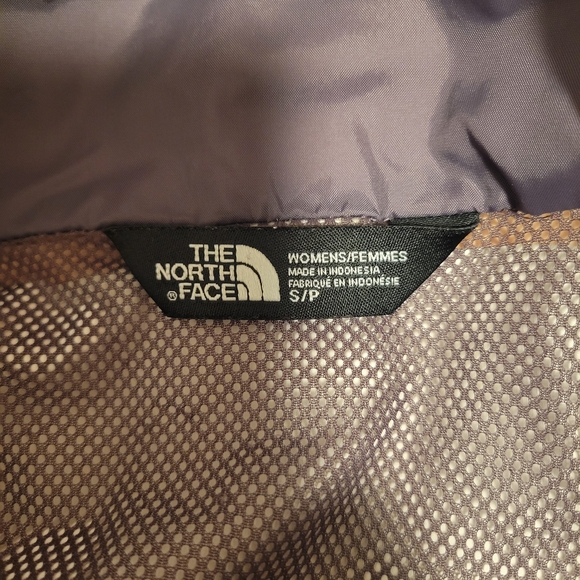 THE
NORTH
FACE®
WOMENS/FEMMES
MADE IN INDONESIA
FABRIQUÉ EN INDONÉSIE
S/P